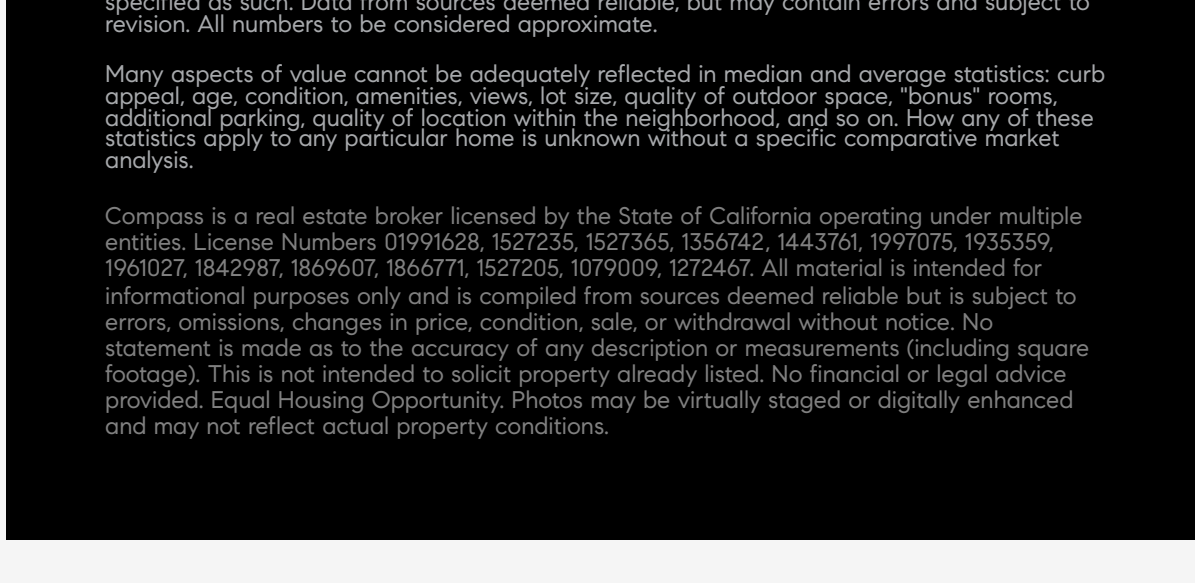 specified as such. Data from sources deemed reliable, but may contain errors and subject to
revision. All numbers to be considered approximate.
Many aspects of value cannot be adequately reflected in median and average statistics: curb
appeal, age, condition, amenities, views, lot size, quality of outdoor space, "bonus" rooms,
additional parking, quality of location within the neighborhood, and so on. How any of these
statistics apply to any particular home is unknown without a specific comparative market
analysis.
Compass is a real estate broker licensed by the State of California operating under multiple
entities. License Numbers 01991628, 1527235, 1527365, 1356742, 1443761, 1997075, 1935359,
1961027, 1842987, 1869607, 1866771, 1527205, 1079009, 1272467. All material is intended for
informational purposes only and is compiled from sources deemed reliable but is subject to
errors, omissions, changes in price, condition, sale, or withdrawal without notice. No
statement is made as to the accuracy of any description or measurements (including square
footage). This is not intended to solicit property already listed. No financial or legal advice
provided. Equal Housing Opportunity. Photos may be virtually staged or digitally enhanced
and may not reflect actual property conditions.